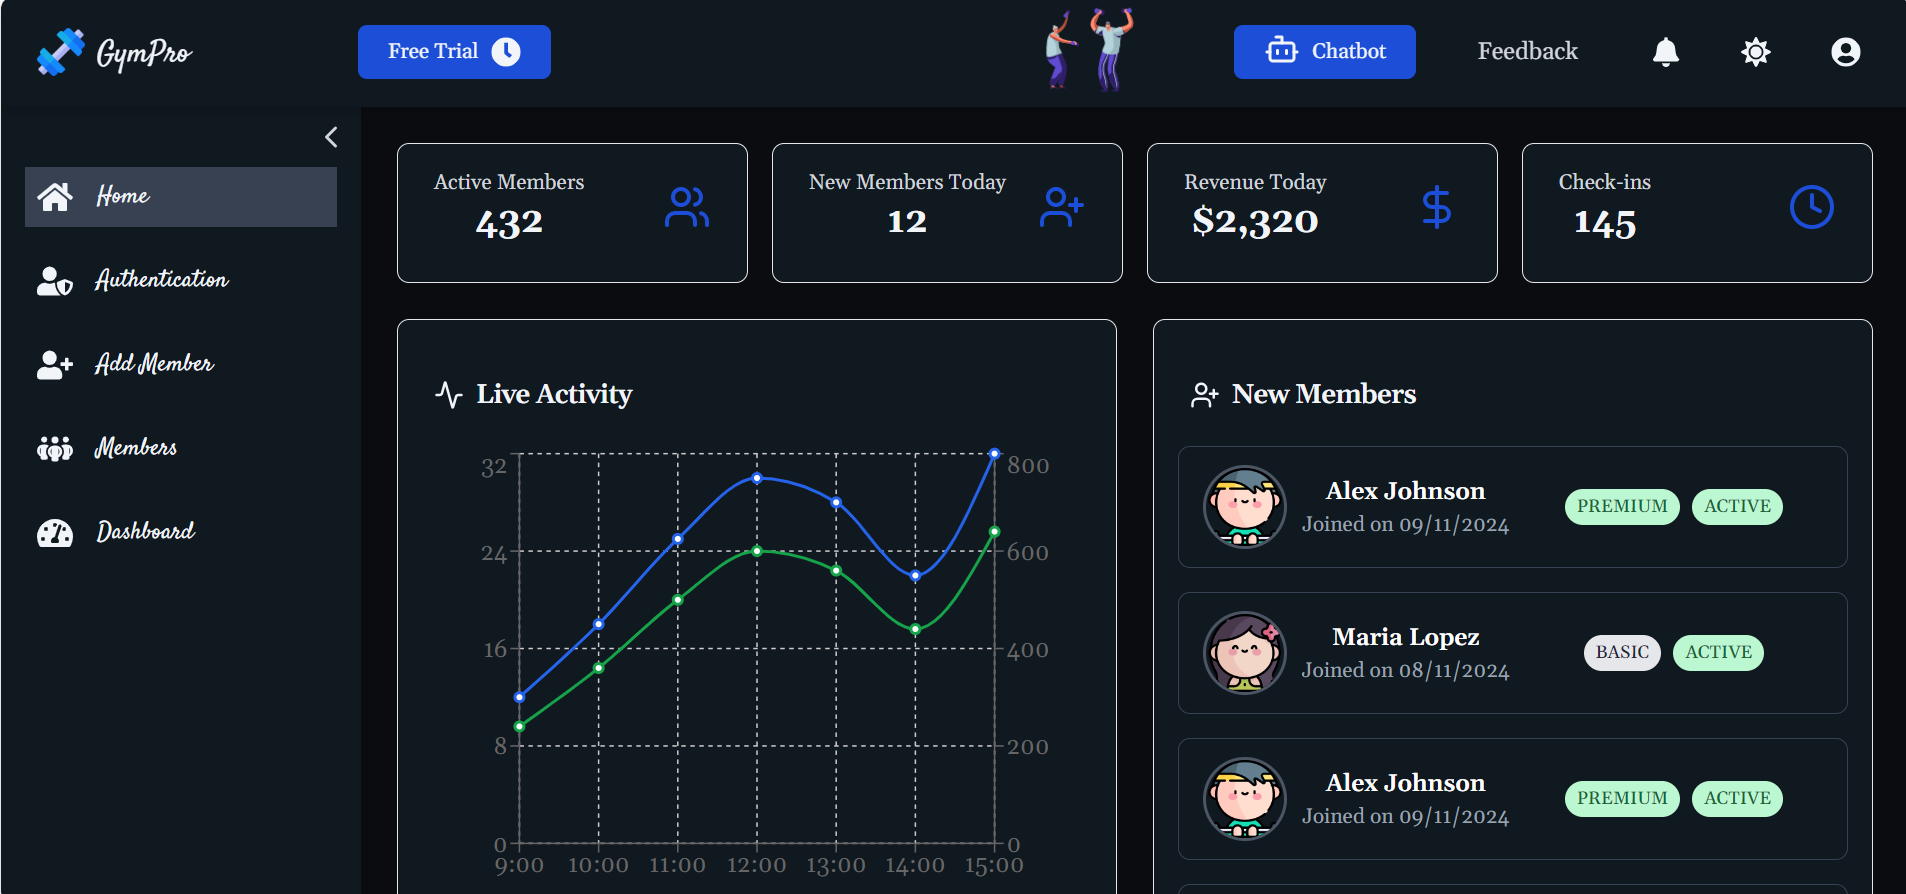 GymPro
Free Trial
Chatbot
Feedback
Home
Authentication
Add Member
Members
Dashboard
Active Members
432
New Members Today
12
Revenue Today
$2,320
Check-ins
145
Live Activity
32
24
16
8
0
800
600
400
200
0
9:00 10:00 11:00 12:00 13:00 14:00 15:00
New Members
Alex Johnson
Joined on 09/11/2024
PREMIUM ACTIVE
Maria Lopez
Joined on 08/11/2024
BASIC ACTIVE
Alex Johnson
Joined on 09/11/2024
PREMIUM ACTIVE